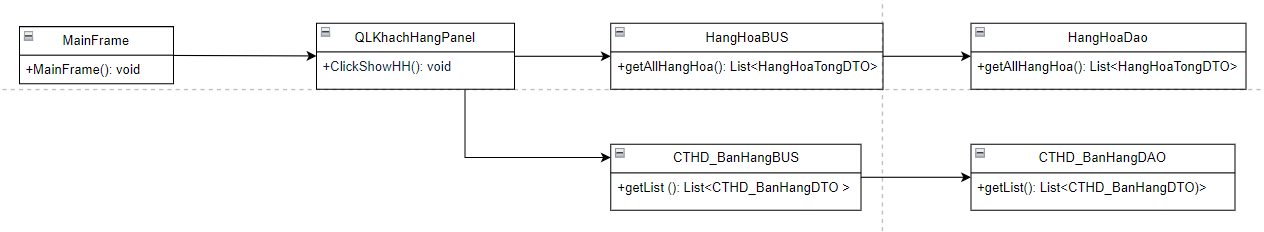 MainFrame
+MainFrame(): void
QLKhachHangPanel
+ClickShowHH(): void
HangHoaBUS
+getAllHangHoa(): List<HangHoaTongDTO>
HangHoaDao
+getAllHangHoa(): List<HangHoaTongDTO>
CTHD_BanHangBUS
+getList (): List<CTHD_BanHangDTO >
CTHD_BanHangDAO
+getList(): List<CTHD_BanHangDTO)>